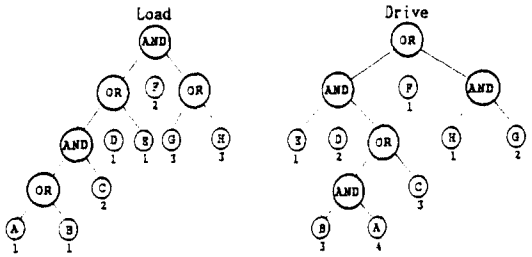 Load Drive
AND OR
OR F OR AND F AND
2 1
AND D E G H E D OR H G
1 1 3 3 1 2 1 2
OR C AND C
2 3
A B B A
1 1 3 4